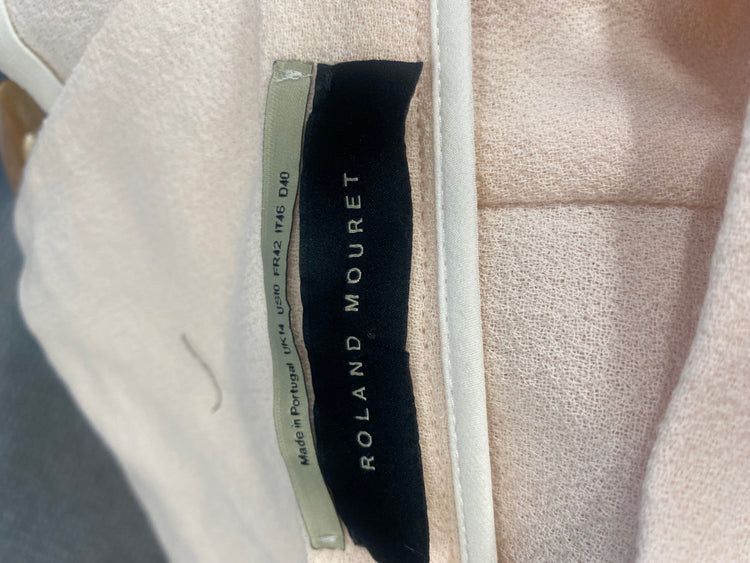 Made in Portugal UK14 US10 FR42 IT46 D40
ROLAND MOURET